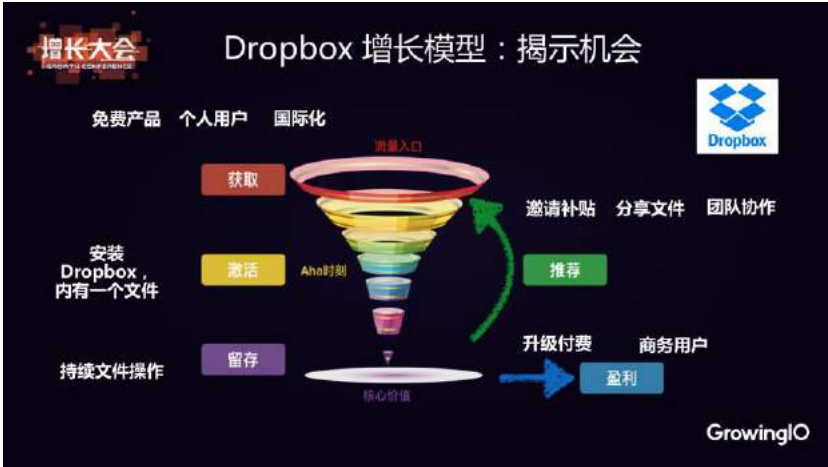 增长大会
GROWTH CONFERENCE
Dropbox 增长模型：揭示机会
Dropbox
免费产品 个人用户 国际化
流量入口
获取
邀请补贴 分享文件 团队协作
安装
Dropbox，
内有一个文件
激活
Aha时刻
推荐
升级付费 商务用户
持续文件操作
留存
盈利
核心价值
GrowingIO